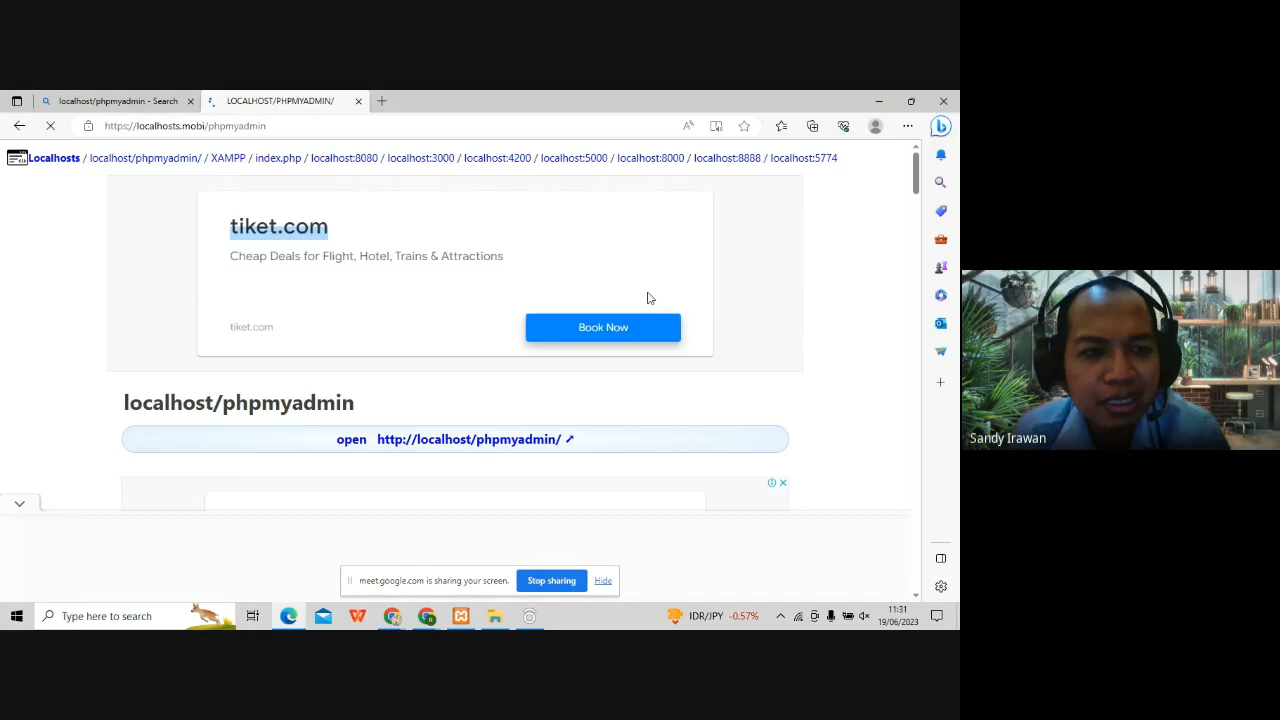 localhost/phpmyadmin - Search
LOCALHOST/PHPMYADMIN/
https://localhosts.mobi/phpmyadmin
Localhosts / localhost/phpmyadmin/ / XAMPP / index.php / localhost:8080 / localhost:3000 / localhost:4200 / localhost:5000 / localhost:8000 / localhost:8888 / localhost:5774
tiket.com
Cheap Deals for Flight, Hotel, Trains & Attractions
tiket.com
Book Now
localhost/phpmyadmin
open http://localhost/phpmyadmin/
meet.google.com is sharing your screen.
Stop sharing
Hide
Type here to search
IDR/JPY -0.57%
11:31
19/06/2023
Sandy Irawan